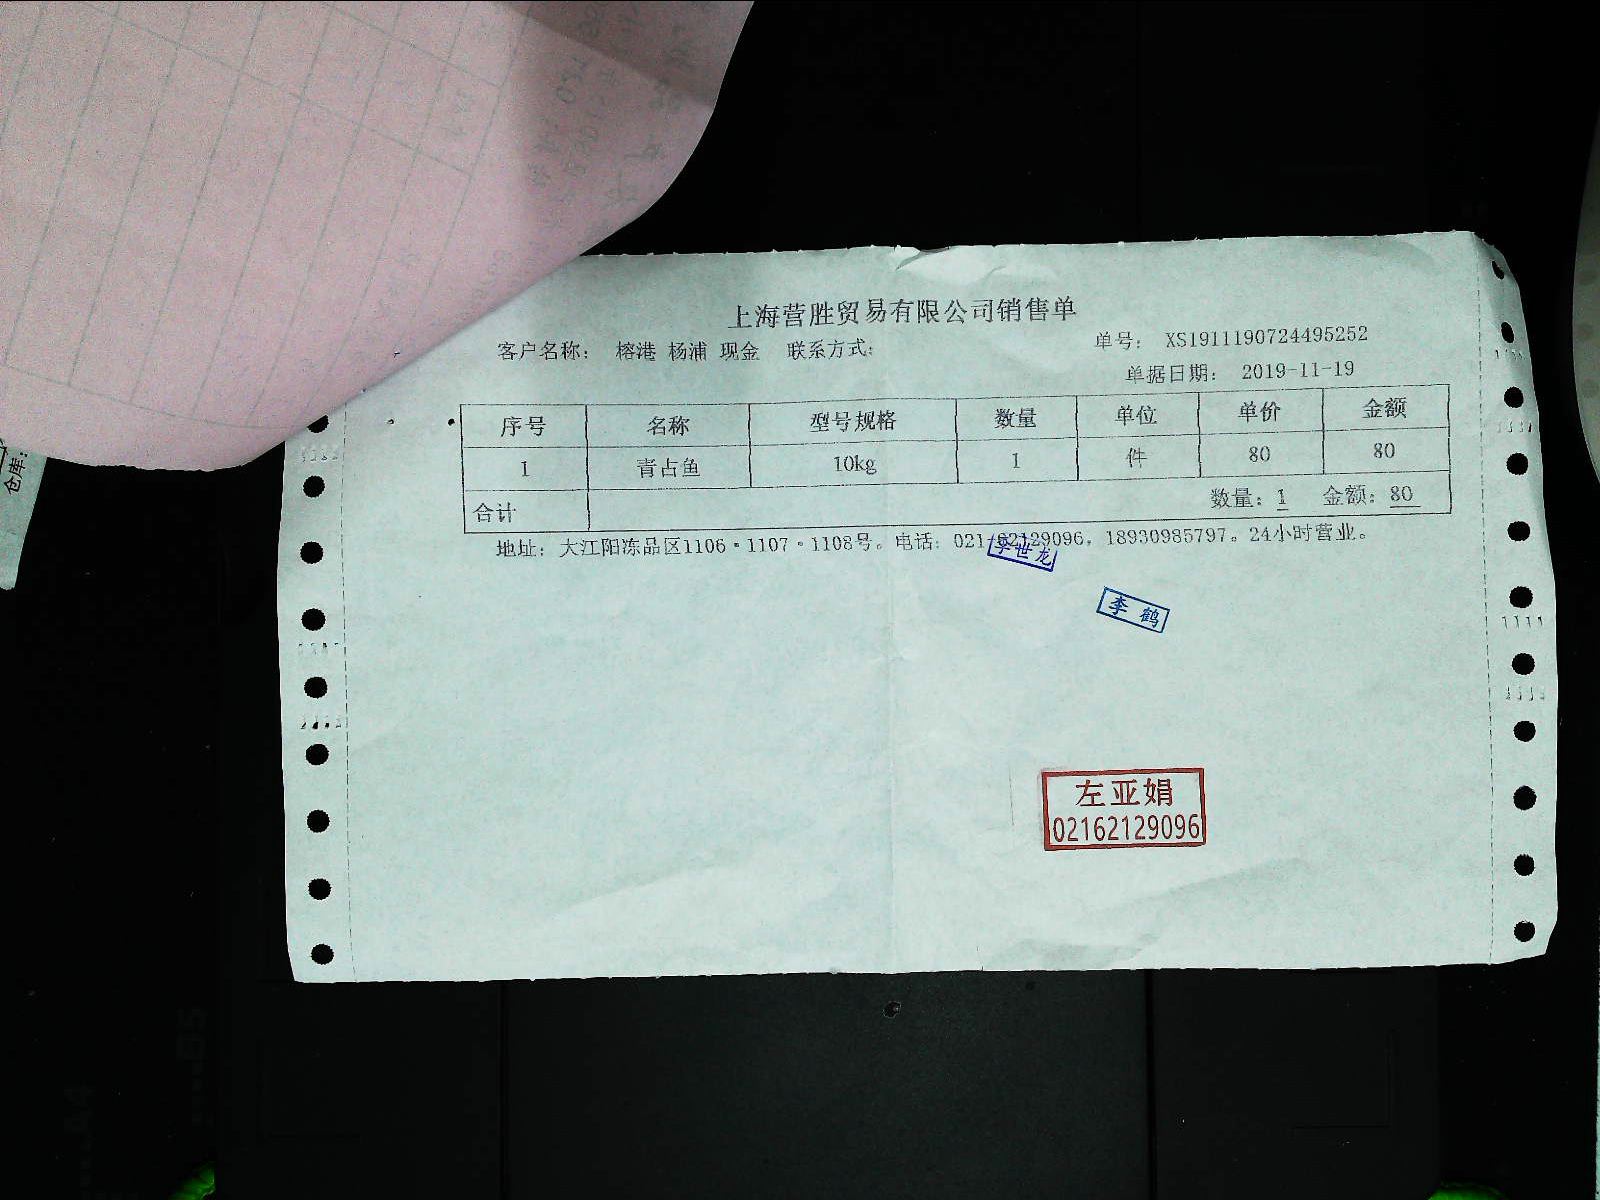 上海营胜贸易有限公司销售单
客户名称: 榕港 杨浦 现金 联系方式: 单号: XS1911190724495252
单据日期: 2019-11-19
序号 名称 型号规格 数量 单位 单价 金额
1 青占鱼 10kg 1 件 80 80
合计 数量: 1 金额: 80
地址: 大江阳冻品区1106·1107·1108号。电话: 021-62129096, 18930985797。24小时营业。
李世龙
李鹤
左亚娟
02162129096
仓库: